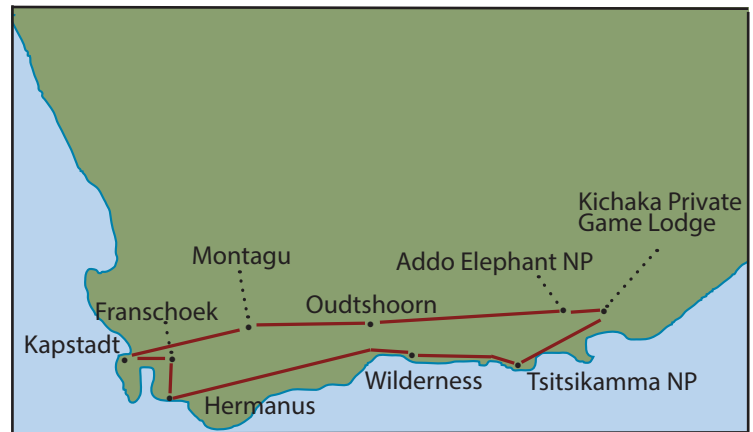 Kichaka Private
Game Lodge
Montagu
Addo Elephant NP
Franschoek
Oudtshoorn
Kapstadt
Wilderness
Tsitsikamma NP
Hermanus